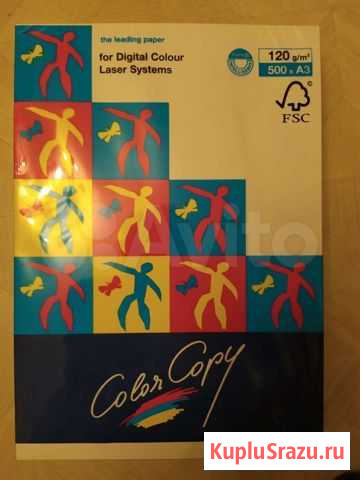 the leading paper
for Digital Colour
Laser Systems
120 g/m²
500 x A3
FSC
Avito
Color Copy
KupluSrazu.ru